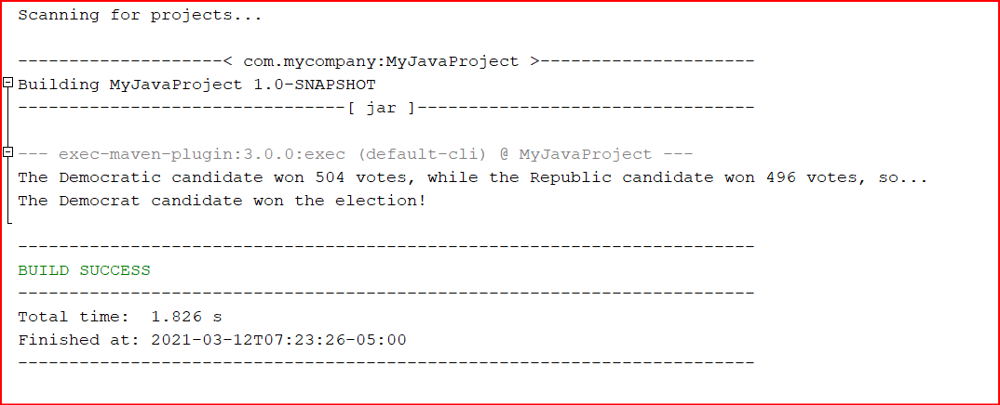 Scanning for projects...
--------------------< com.mycompany:MyJavaProject >---------------------
Building MyJavaProject 1.0-SNAPSHOT
--------------------------------[ jar ]---------------------------------
--- exec-maven-plugin:3.0.0:exec (default-cli) @ MyJavaProject ---
The Democratic candidate won 504 votes, while the Republic candidate won 496 votes, so...
The Democrat candidate won the election!
------------------------------------------------------------------------
BUILD SUCCESS
------------------------------------------------------------------------
Total time:  1.826 s
Finished at: 2021-03-12T07:23:26-05:00
------------------------------------------------------------------------